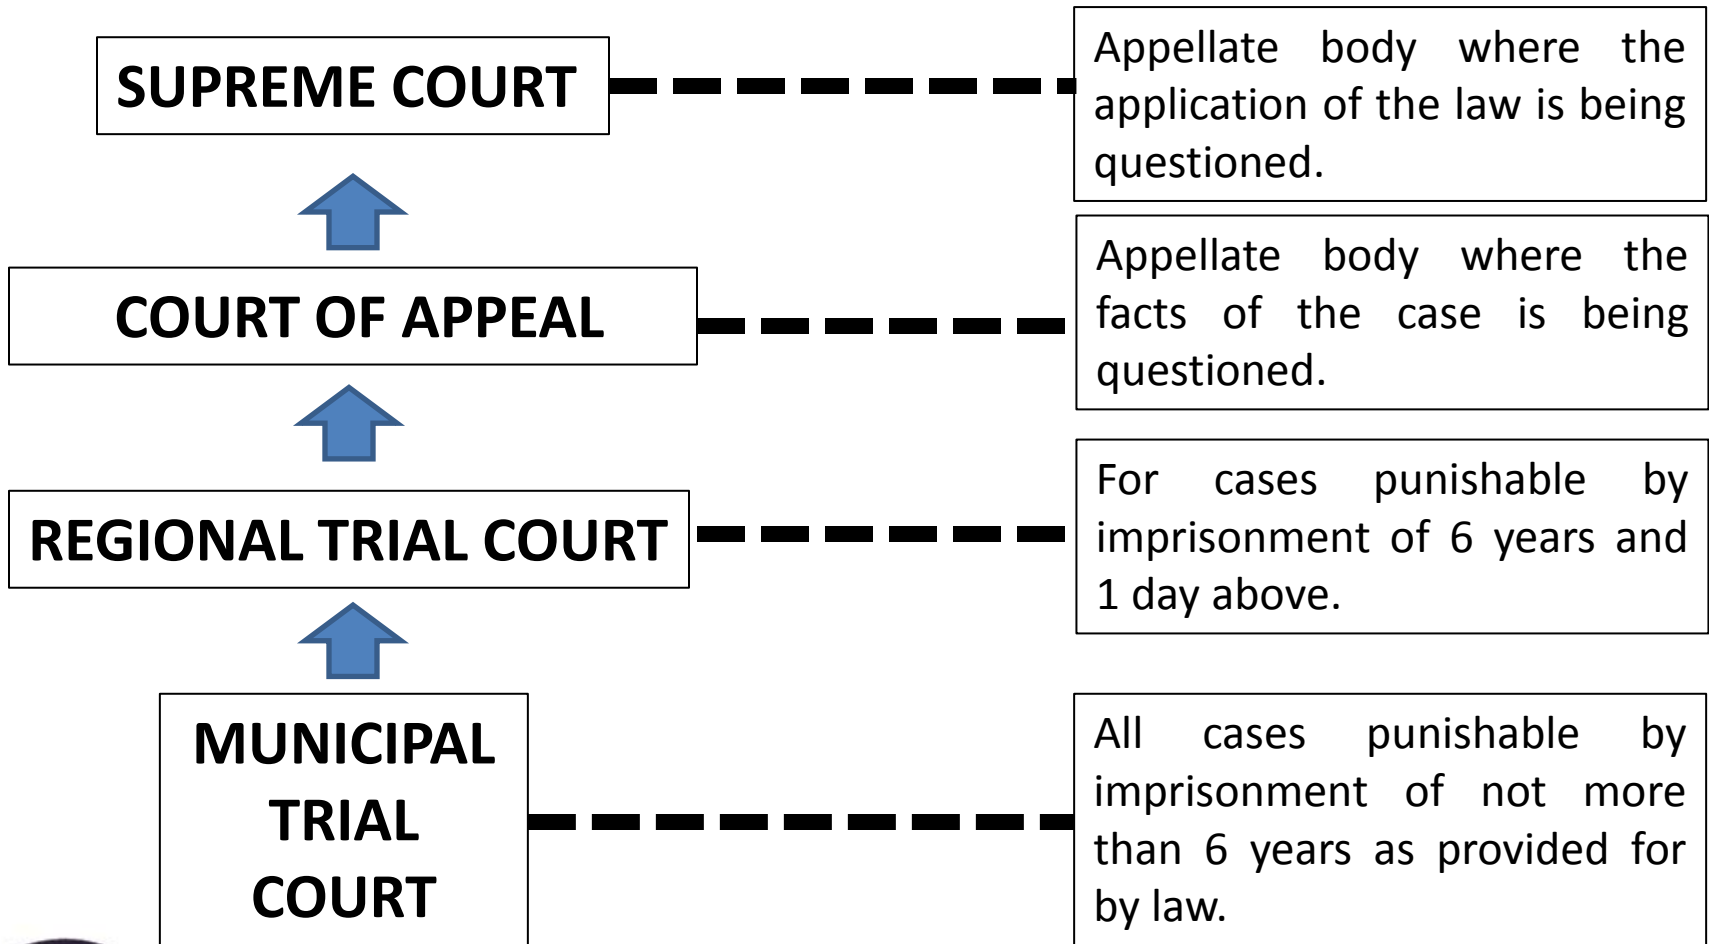 SUPREME COURT
Appellate body where the
application of the law is being
questioned.
COURT OF APPEAL
Appellate body where the
facts of the case is being
questioned.
REGIONAL TRIAL COURT
For cases punishable by
imprisonment of 6 years and
1 day above.
MUNICIPAL
TRIAL
COURT
All cases punishable by
imprisonment of not more
than 6 years as provided for
by law.